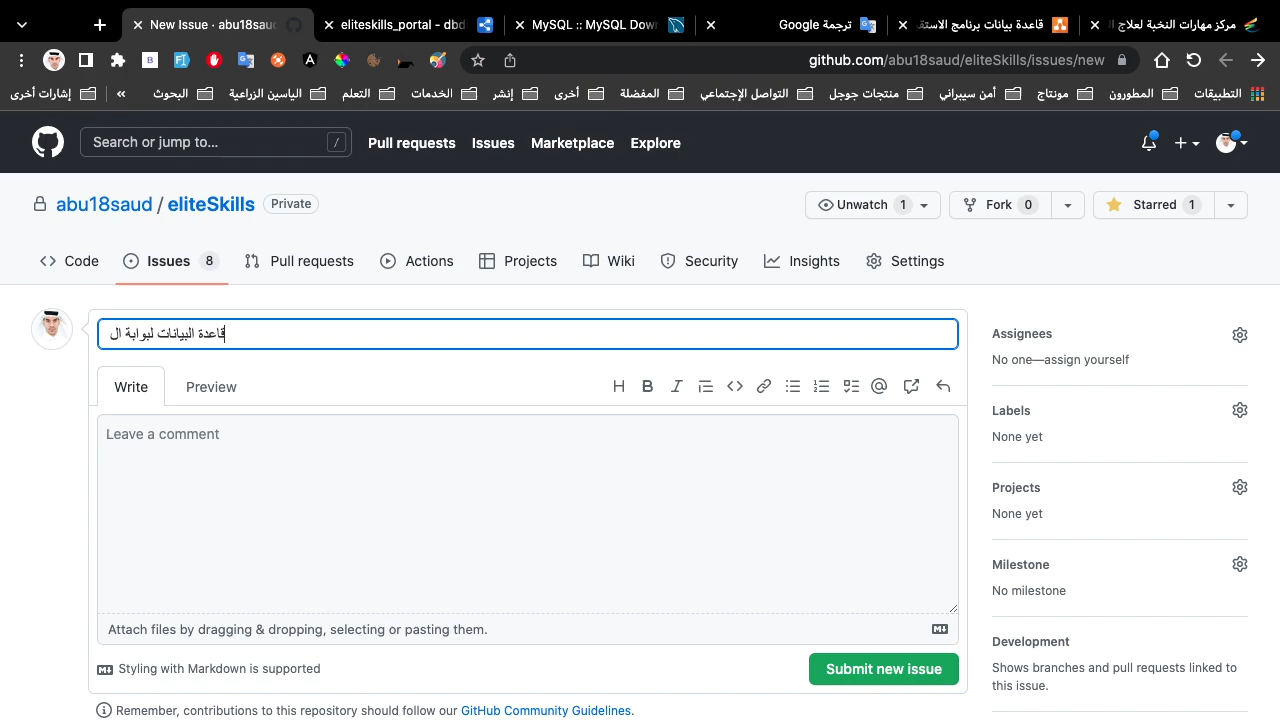 New Issue · abu18saud
eliteskills_portal - dbd
MySQL :: MySQL Down
ترجمة Google
قاعدة بيانات برنامج الاستق
مركز مهارات النخبة لعلاج ال
github.com/abu18saud/eliteSkills/issues/new
التطبيقات
المطورون
مونتاج
أمن سيبراني
منتجات جوجل
التواصل الإجتماعي
المفضلة
أخرى
إنشر
الخدمات
التعلم
الياسين الزراعية
البحوث
»
إشارات أخرى
Search or jump to... /
Pull requests Issues Marketplace Explore
abu18saud / eliteSkills Private
Unwatch 1 Fork 0 Starred 1
Code Issues 8 Pull requests Actions Projects Wiki Security Insights Settings
قاعدة البيانات لبوابة ال
Write Preview
Leave a comment
Attach files by dragging & dropping, selecting or pasting them.
Styling with Markdown is supported
Submit new issue
Remember, contributions to this repository should follow our GitHub Community Guidelines.
Assignees
No one—assign yourself
Labels
None yet
Projects
None yet
Milestone
No milestone
Development
Shows branches and pull requests linked to
this issue.